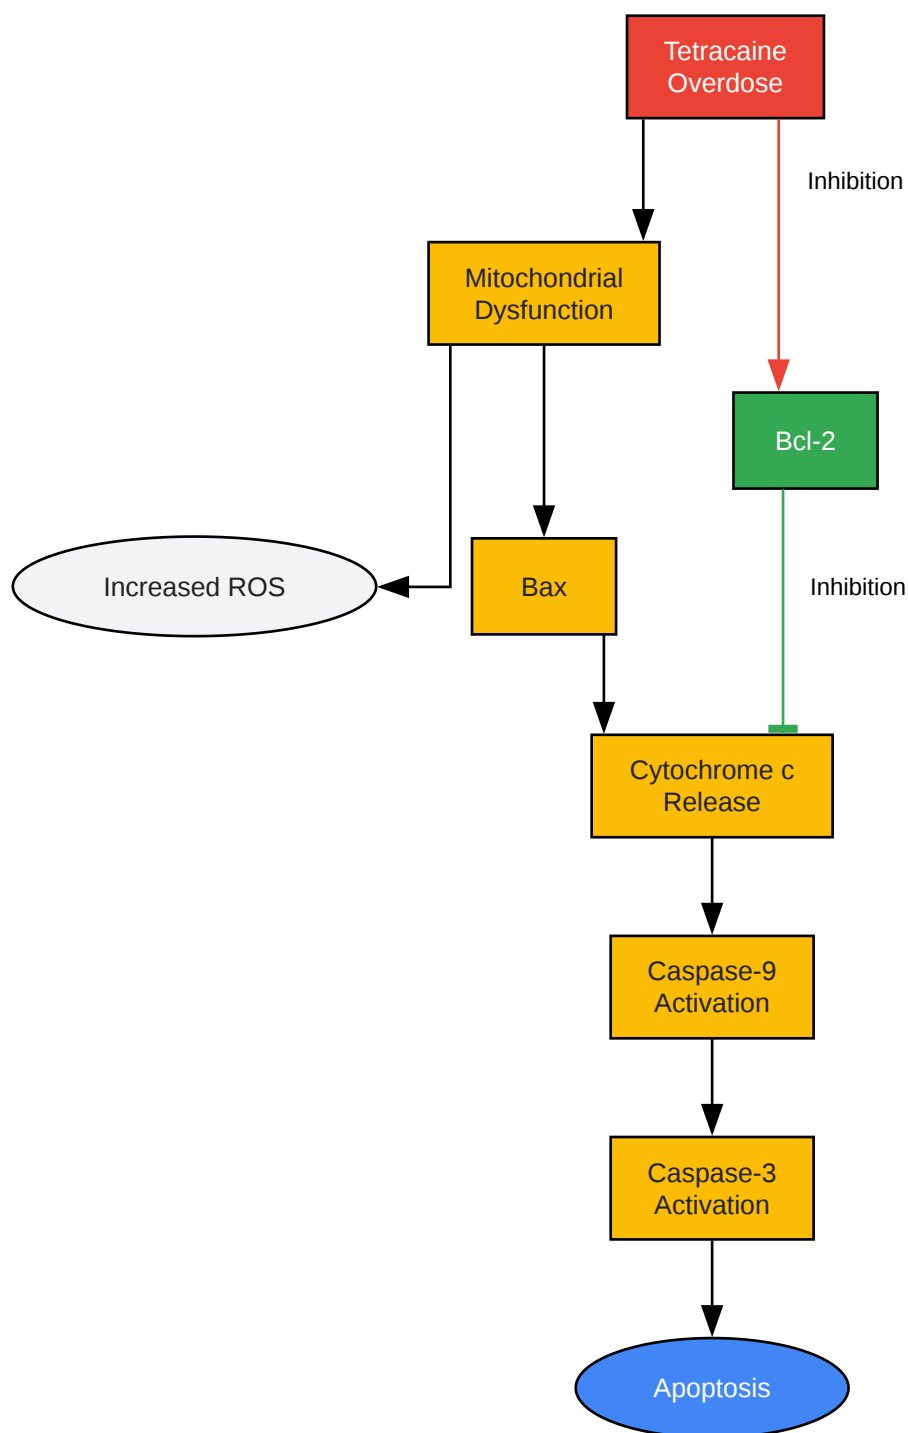 Tetracaine
Overdose
Inhibition
Mitochondrial
Dysfunction
Bcl-2
Increased ROS
Bax
Inhibition
Cytochrome c
Release
Caspase-9
Activation
Caspase-3
Activation
Apoptosis